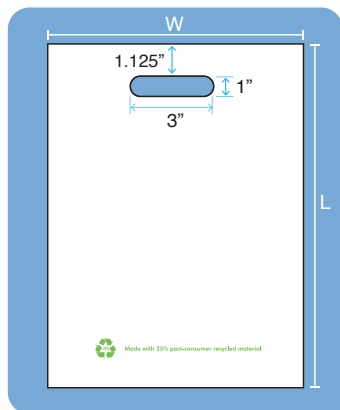 W
1.125”
1”
3”
L
Made with 25% post-consumer recycled material